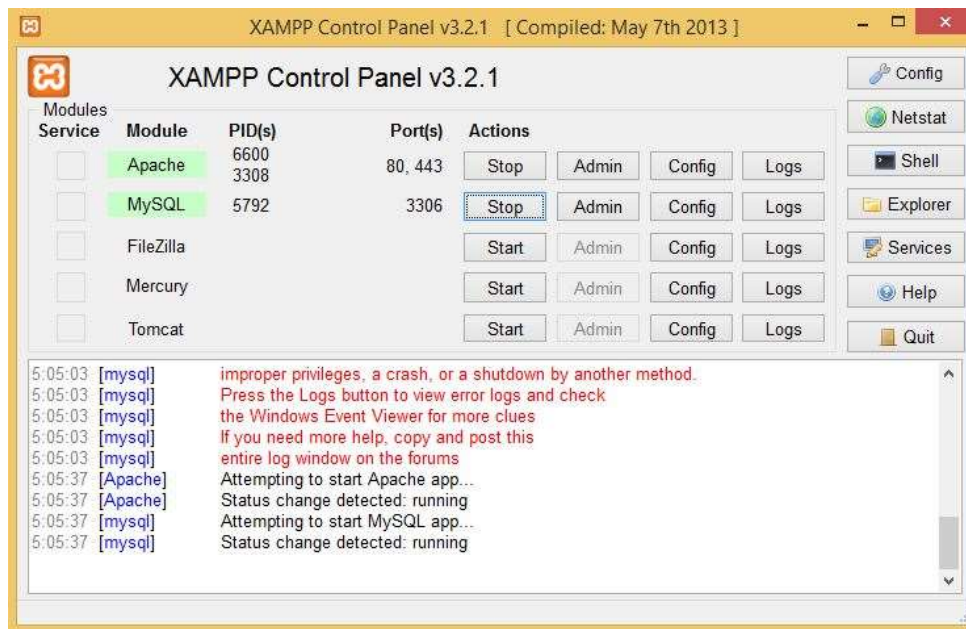 XAMPP Control Panel v3.2.1 [ Compiled: May 7th 2013 ]
XAMPP Control Panel v3.2.1
Config
Modules
Netstat
Service Module PID(s) Port(s) Actions
Apache 6600 3308 80, 443 Stop Admin Config Logs
Shell
MySQL 5792 3306 Stop Admin Config Logs
Explorer
FileZilla Start Admin Config Logs
Services
Mercury Start Admin Config Logs
Help
Tomcat Start Admin Config Logs
Quit
5:05:03 [mysql] improper privileges, a crash, or a shutdown by another method.
5:05:03 [mysql] Press the Logs button to view error logs and check
5:05:03 [mysql] the Windows Event Viewer for more clues
5:05:03 [mysql] If you need more help, copy and post this
5:05:03 [mysql] entire log window on the forums
5:05:37 [Apache] Attempting to start Apache app...
5:05:37 [Apache] Status change detected: running
5:05:37 [mysql] Attempting to start MySQL app...
5:05:37 [mysql] Status change detected: running